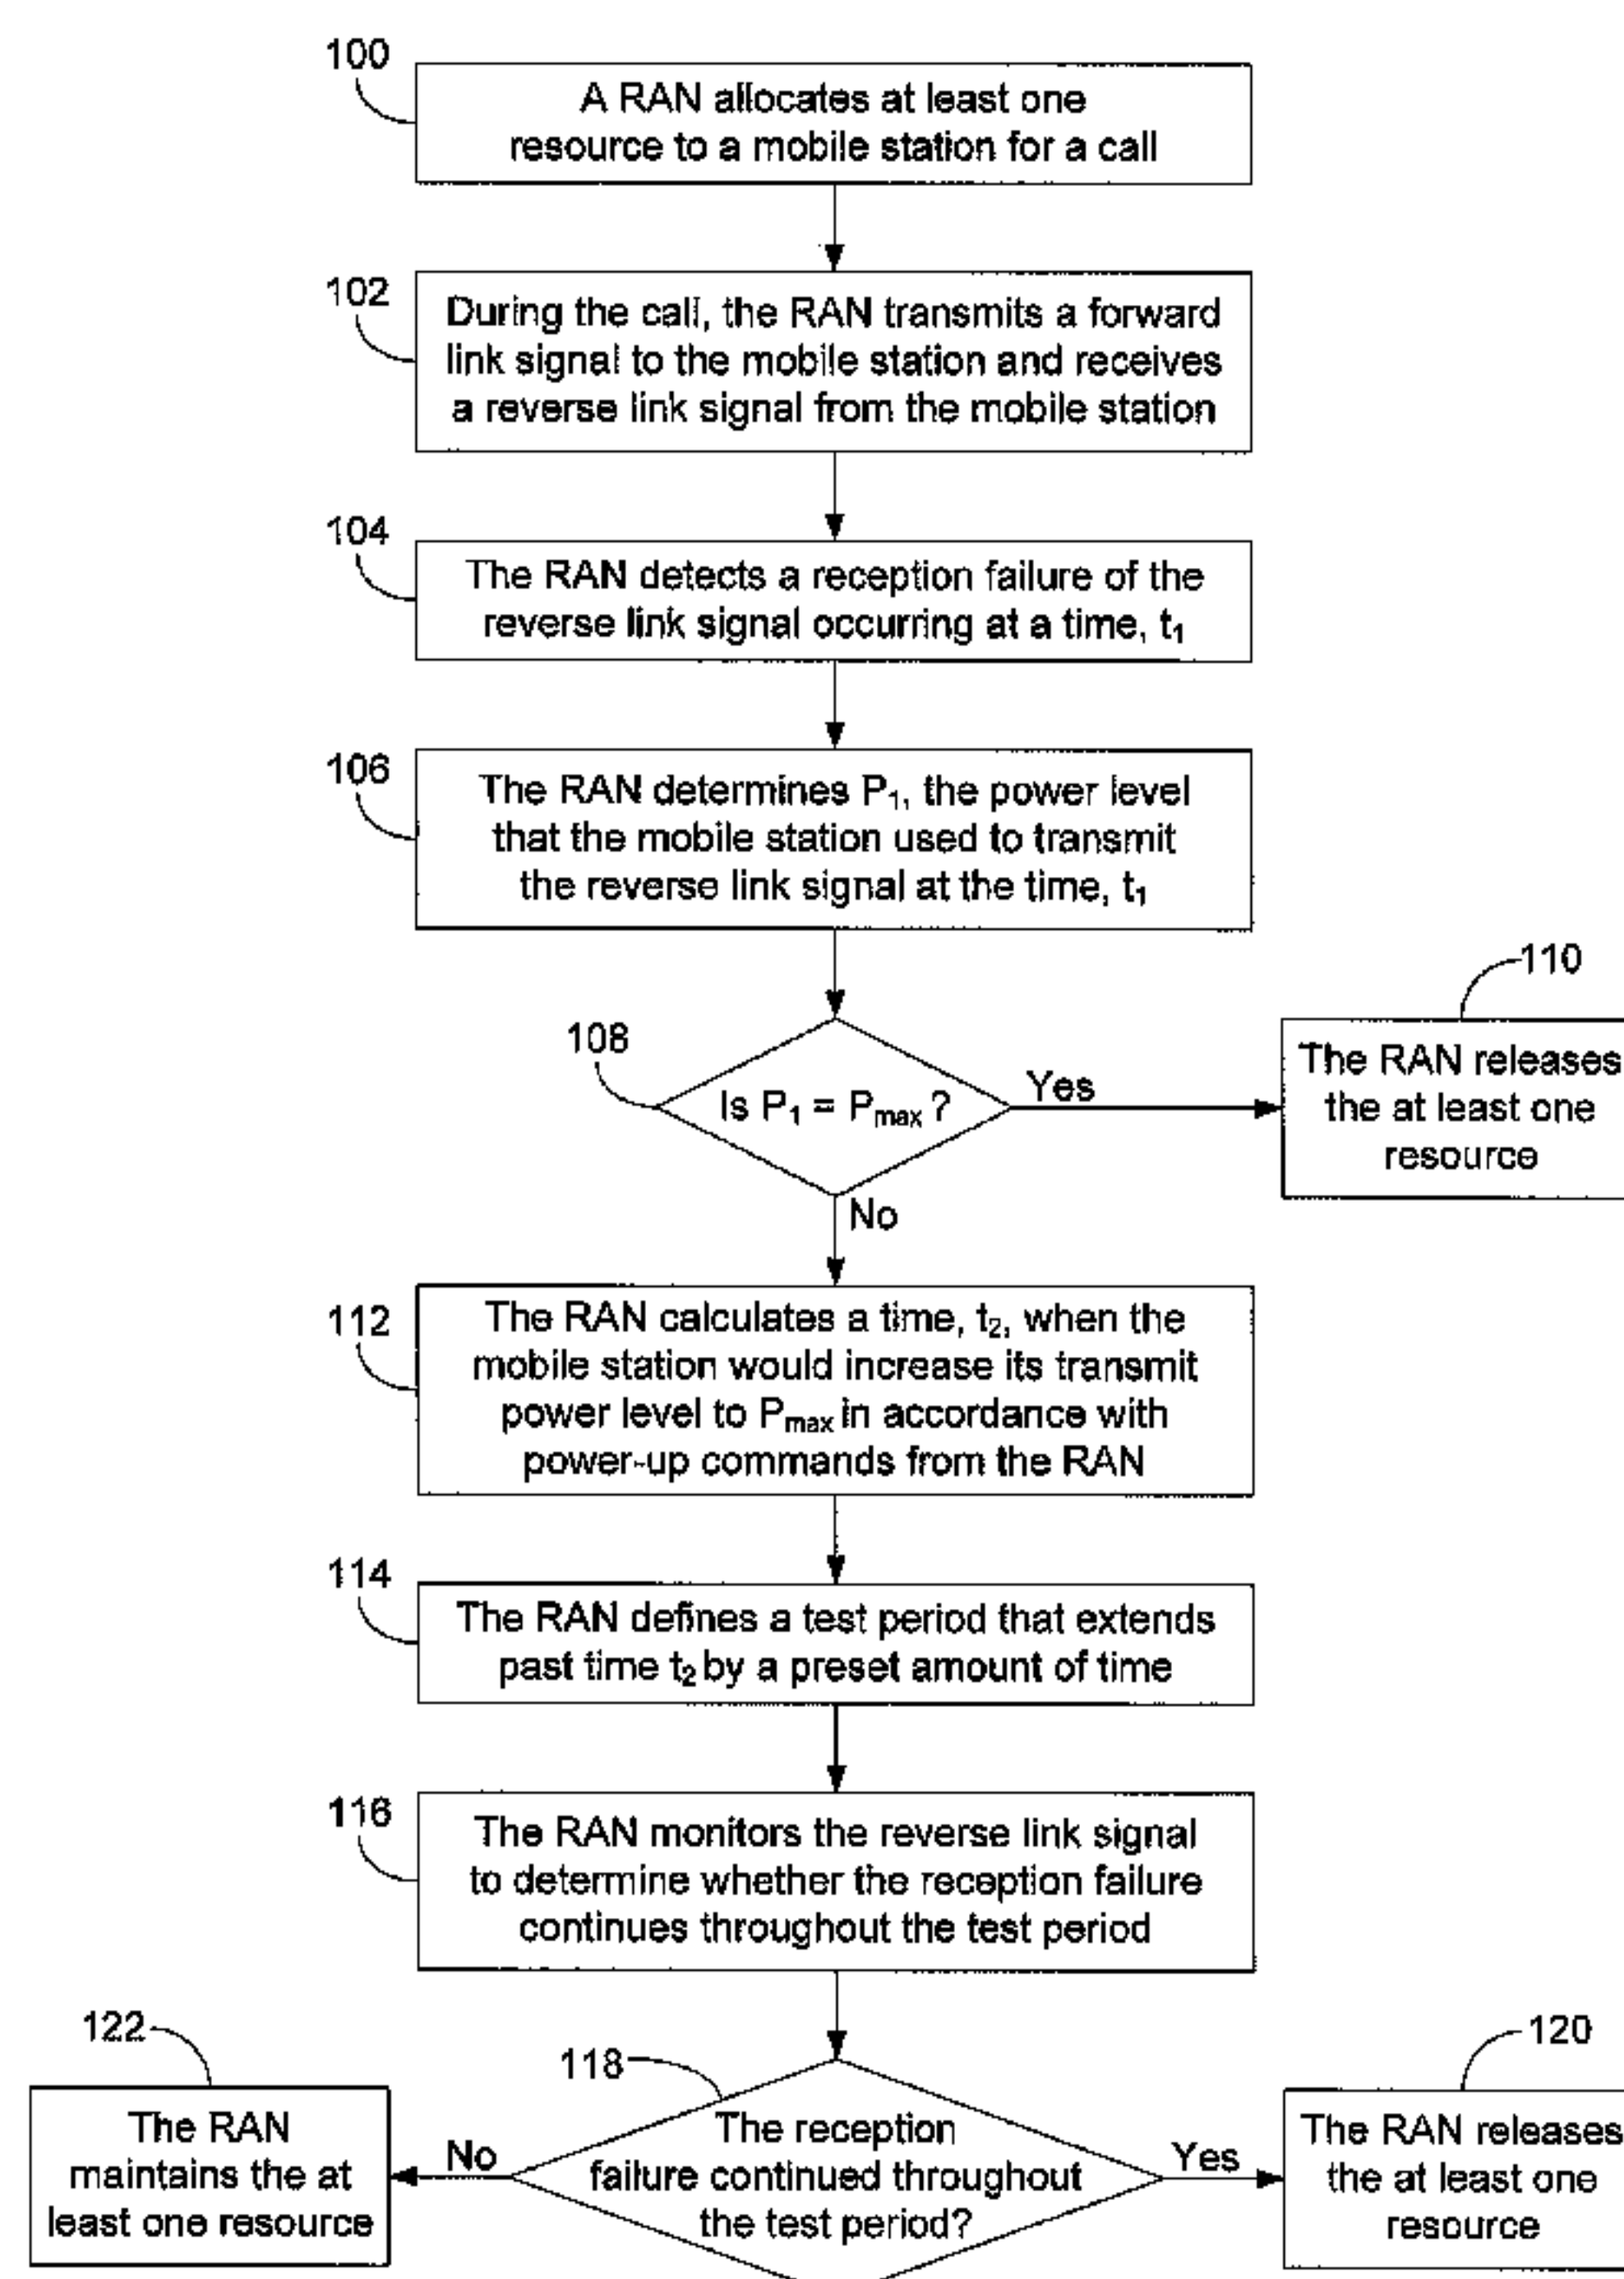 100
A RAN allocates at least one
resource to a mobile station for a call
102
During the call, the RAN transmits a forward
link signal to the mobile station and receives
a reverse link signal from the mobile station
104
The RAN detects a reception failure of the
reverse link signal occurring at a time, t₁
106
The RAN determines P₁, the power level
that the mobile station used to transmit
the reverse link signal at the time, t₁
108
Is P₁ = Pmax ?
Yes
110
The RAN releases
the at least one
resource
No
112
The RAN calculates a time, t₂, when the
mobile station would increase its transmit
power level to Pmax in accordance with
power-up commands from the RAN
114
The RAN defines a test period that extends
past time t₂ by a preset amount of time
116
The RAN monitors the reverse link signal
to determine whether the reception failure
continues throughout the test period
118
The reception
failure continued throughout
the test period?
No
122
The RAN
maintains the at
least one resource
Yes
120
The RAN releases
the at least one
resource